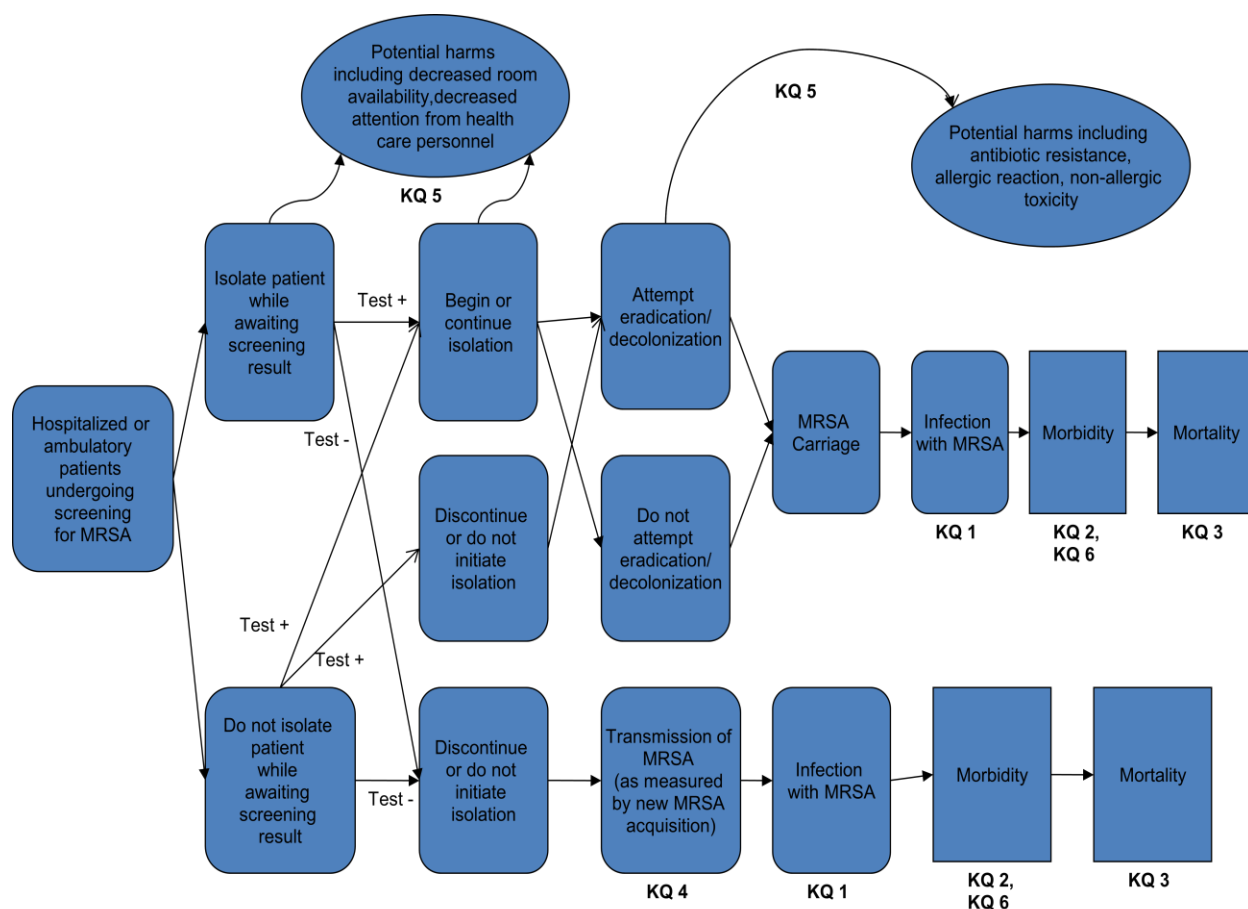 Potential harms
including decreased room
availability,decreased
attention from health
care personnel
KQ 5
KQ 5
Potential harms including
antibiotic resistance,
allergic reaction, non-allergic
toxicity
Isolate patient
while
awaiting
screening
result
Test +
Begin or
continue
isolation
Attempt
eradication/
decolonization
Hospitalized or
ambulatory
patients
undergoing
screening
for MRSA
Test -
MRSA
Carriage
Infection
with MRSA
Morbidity
Mortality
Discontinue
or do not
initiate
isolation
Do not
attempt
eradication/
decolonization
KQ 1
KQ 2,
KQ 6
KQ 3
Test +
Test +
Do not isolate
patient
while
awaiting
screening
result
Test -
Discontinue
or do not
initiate
isolation
Transmission of
MRSA
(as measured
by new MRSA
acquisition)
Infection
with MRSA
Morbidity
Mortality
KQ 4
KQ 1
KQ 2,
KQ 6
KQ 3